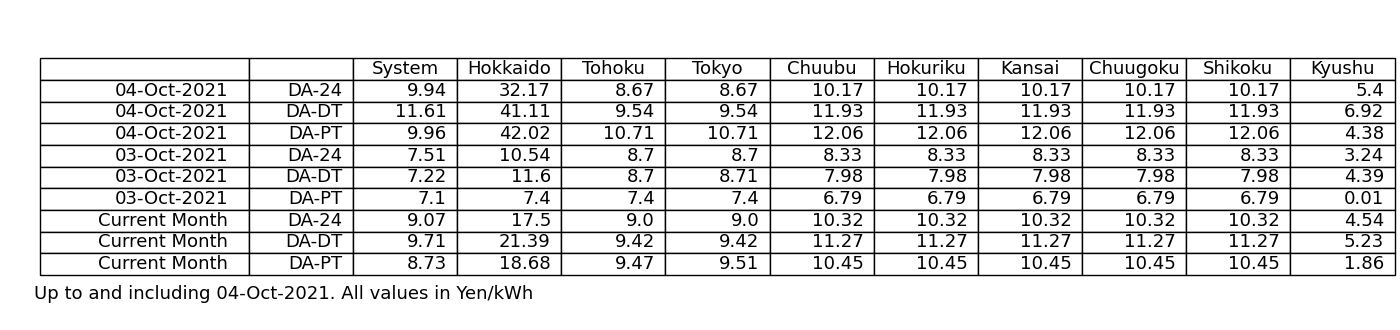 System Hokkaido Tohoku Tokyo Chuubu Hokuriku Kansai Chuugoku Shikoku Kyushu
04-Oct-2021 DA-24 9.94 32.17 8.67 8.67 10.17 10.17 10.17 10.17 10.17 5.4
04-Oct-2021 DA-DT 11.61 41.11 9.54 9.54 11.93 11.93 11.93 11.93 11.93 6.92
04-Oct-2021 DA-PT 9.96 42.02 10.71 10.71 12.06 12.06 12.06 12.06 12.06 4.38
03-Oct-2021 DA-24 7.51 10.54 8.7 8.7 8.33 8.33 8.33 8.33 8.33 3.24
03-Oct-2021 DA-DT 7.22 11.6 8.7 8.71 7.98 7.98 7.98 7.98 7.98 4.39
03-Oct-2021 DA-PT 7.1 7.4 7.4 7.4 6.79 6.79 6.79 6.79 6.79 0.01
Current Month DA-24 9.07 17.5 9.0 9.0 10.32 10.32 10.32 10.32 10.32 4.54
Current Month DA-DT 9.71 21.39 9.42 9.42 11.27 11.27 11.27 11.27 11.27 5.23
Current Month DA-PT 8.73 18.68 9.47 9.51 10.45 10.45 10.45 10.45 10.45 1.86
Up to and including 04-Oct-2021. All values in Yen/kWh